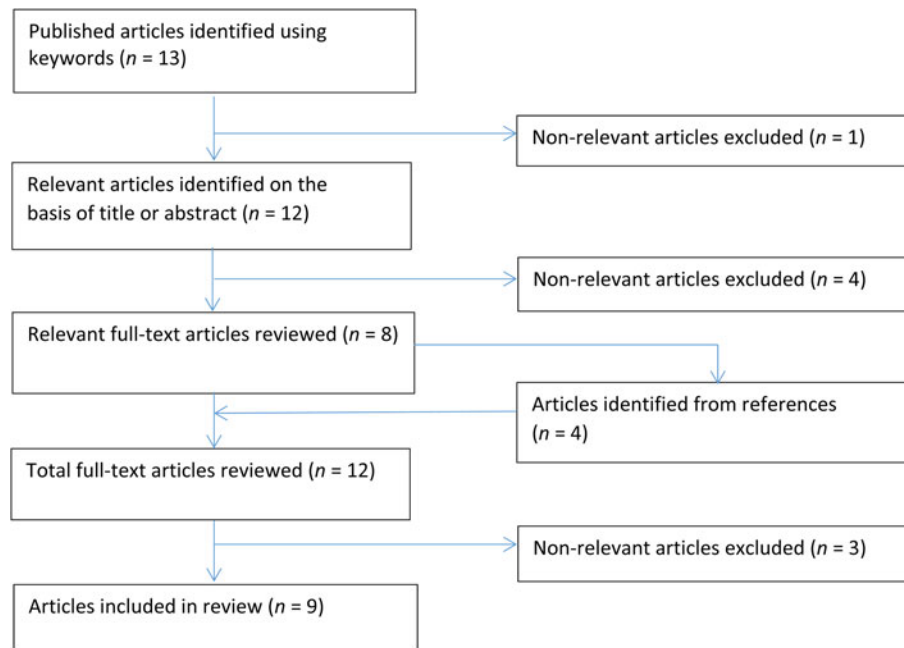 Published articles identified using
keywords (n = 13)
Non-relevant articles excluded (n = 1)
Relevant articles identified on the
basis of title or abstract (n = 12)
Non-relevant articles excluded (n = 4)
Relevant full-text articles reviewed (n = 8)
Articles identified from references
(n = 4)
Total full-text articles reviewed (n = 12)
Non-relevant articles excluded (n = 3)
Articles included in review (n = 9)